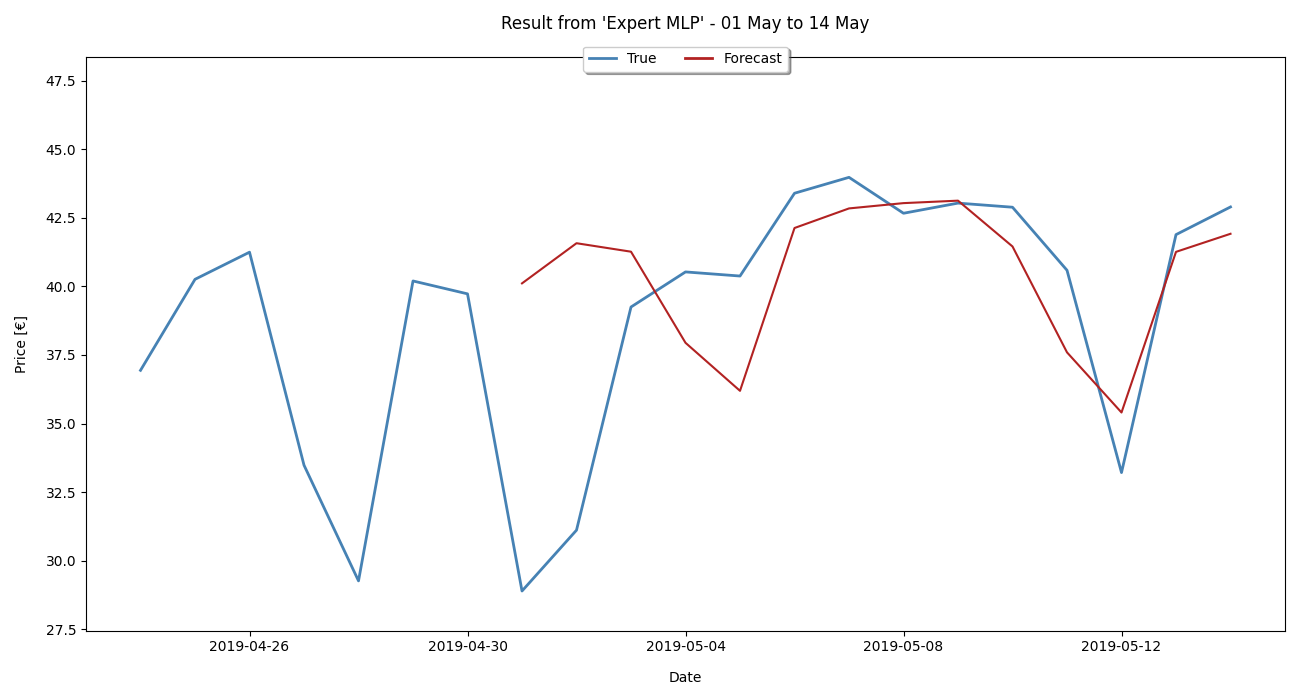 Result from 'Expert MLP' - 01 May to 14 May
True Forecast
47.5
45.0
42.5
40.0
37.5
35.0
32.5
30.0
27.5
Price [€]
2019-04-26 2019-04-30 2019-05-04 2019-05-08 2019-05-12
Date